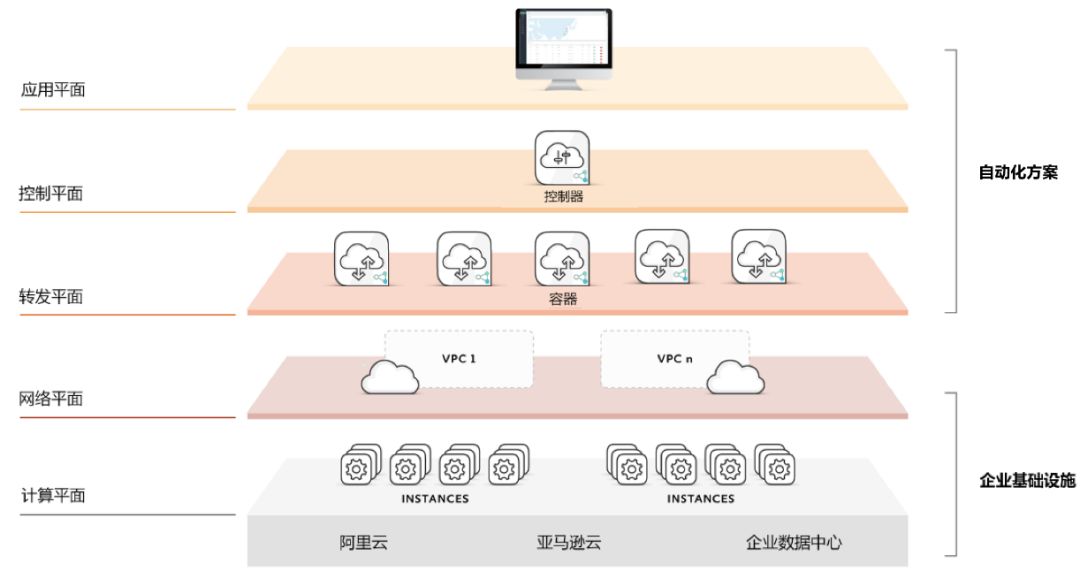 应用平面
控制平面
控制器
自动化方案
转发平面
容器
VPC 1
VPC n
网络平面
计算平面
INSTANCES
INSTANCES
企业基础设施
阿里云
亚马逊云
企业数据中心